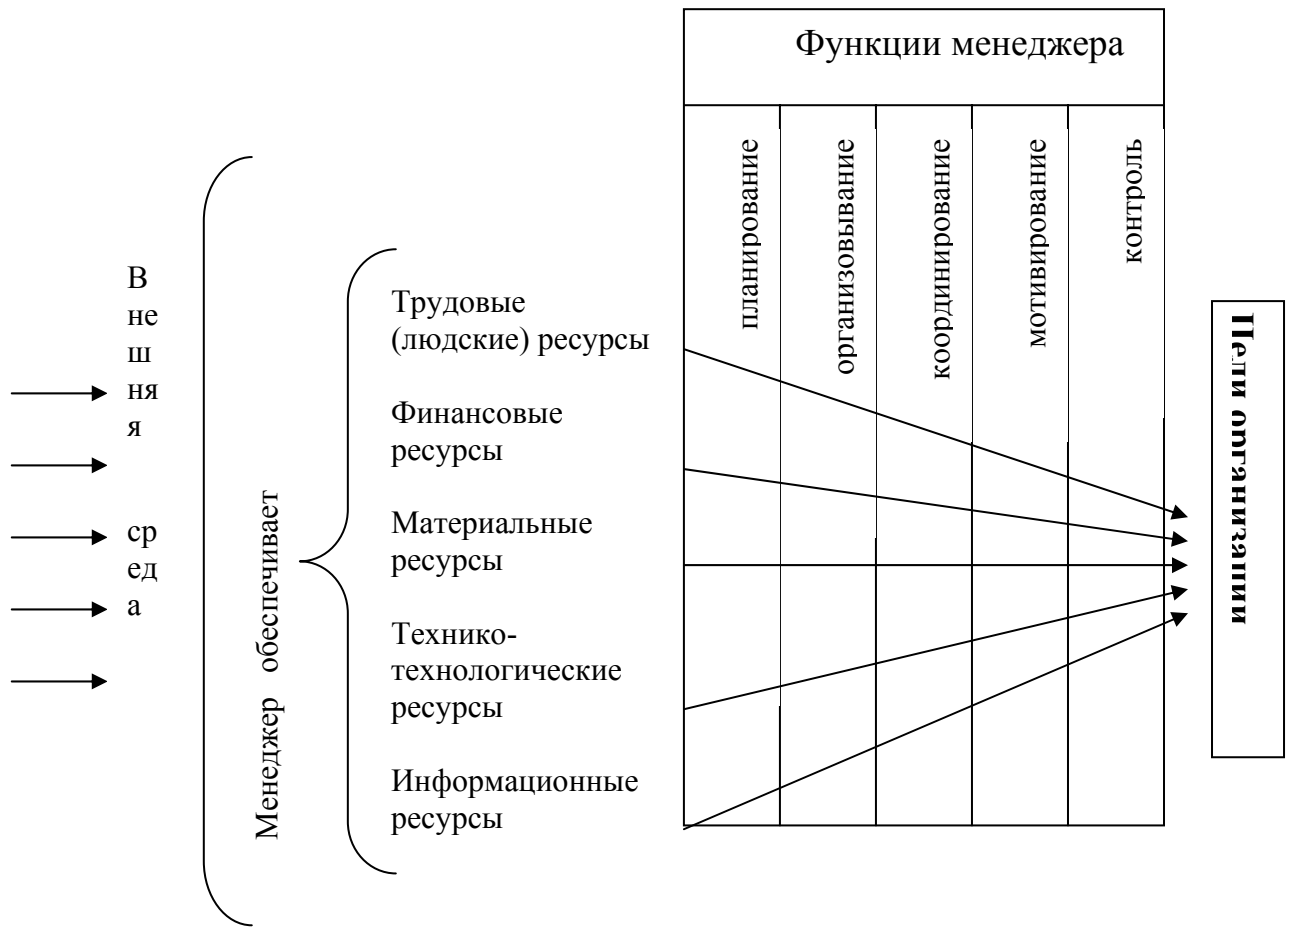 Функции менеджера
планирование
организовывание
координирование
мотивирование
контроль
В
не
ш
ня
я
ср
ед
а
Менеджер обеспечивает
Трудовые
(людские) ресурсы
Финансовые
ресурсы
Материальные
ресурсы
Технико-
технологические
ресурсы
Информационные
ресурсы
Цели организации